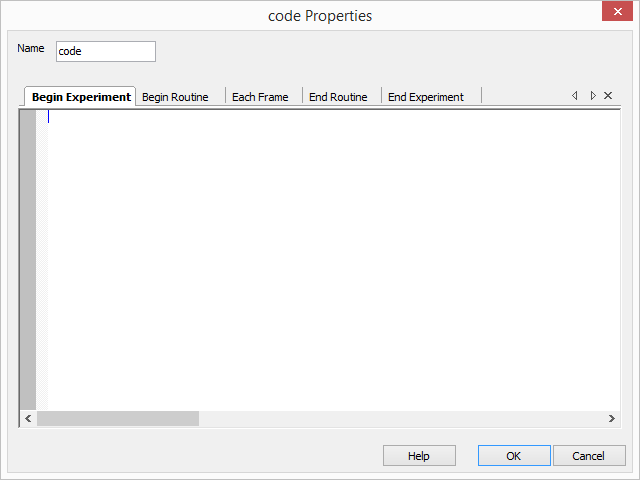 code Properties
Name code
Begin Experiment Begin Routine Each Frame End Routine End Experiment
Help OK Cancel